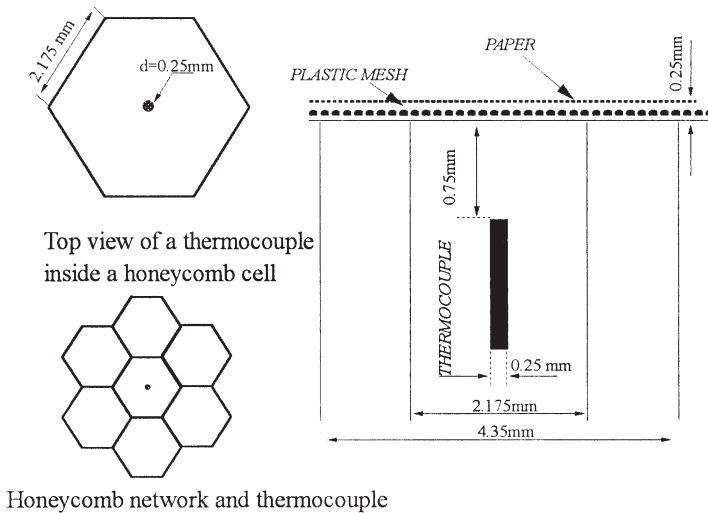 2.175 mm
d=0.25mm
Top view of a thermocouple
inside a honeycomb cell
Honeycomb network and thermocouple
PAPER
PLASTIC MESH
0.25mm
0.75mm
THERMOCOUPLE
0.25 mm
2.175mm
4.35mm